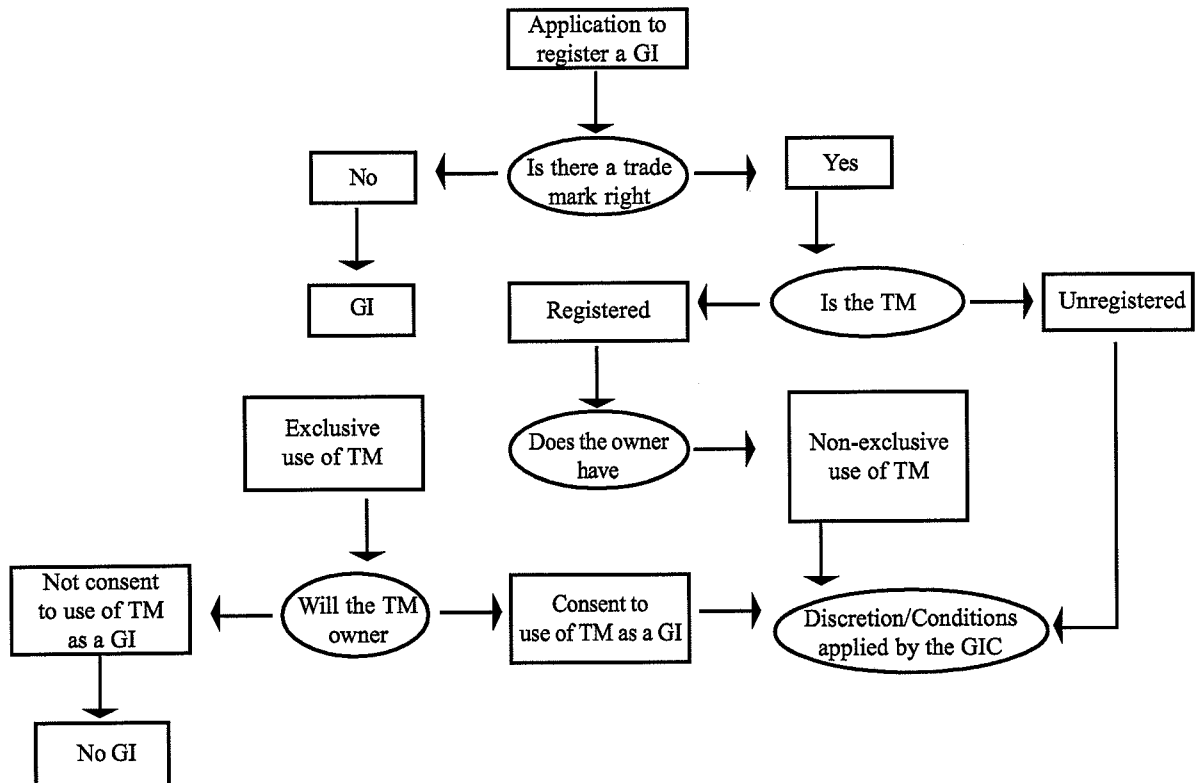 Application to
register a GI
No
Is there a trade
mark right
Yes
GI
Registered
Is the TM
Unregistered
Exclusive
use of TM
Does the owner
have
Non-exclusive
use of TM
Not consent
to use of TM
as a GI
Will the TM
owner
Consent to
use of TM as a GI
Discretion/Conditions
applied by the GIC
No GI